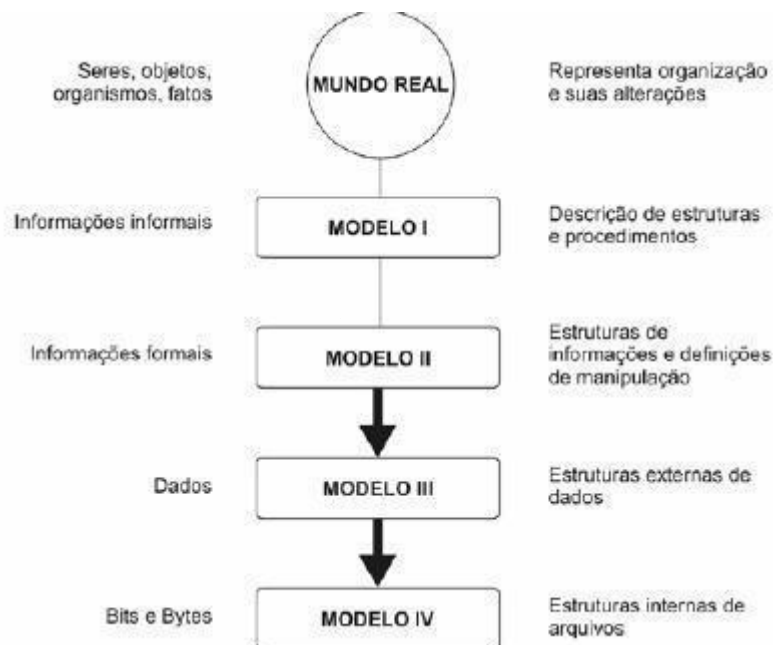 Seres, objetos,
organismos, fatos
MUNDO REAL
Representa organização
e suas alterações
Informações informais
MODELO I
Descrição de estruturas
e procedimentos
Informações formais
MODELO II
Estruturas de
informações e definições
de manipulação
Dados
MODELO III
Estruturas externas de
dados
Bits e Bytes
MODELO IV
Estruturas internas de
arquivos